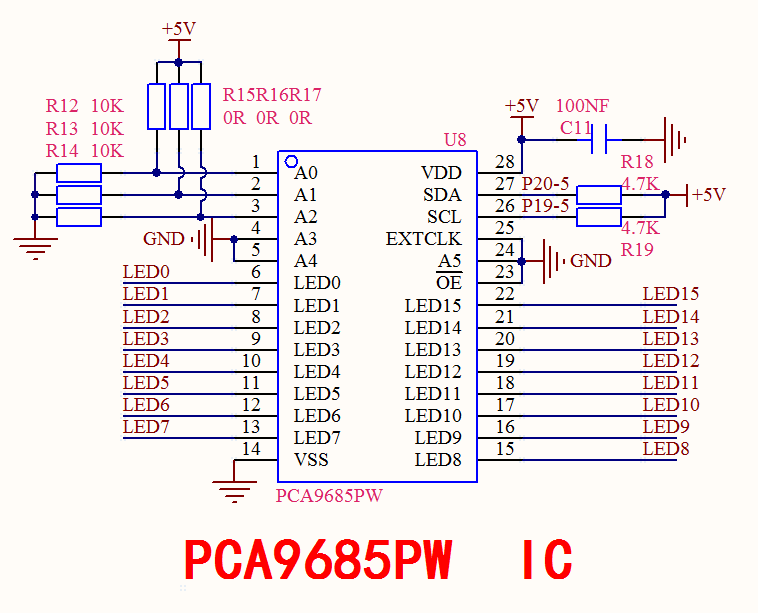 +5V
R12 10K
R13 10K
R14 10K
R15R16R17
0R 0R 0R
+5V
100NF
C11
U8
1 A0
2 A1
3 A2
4 A3
GND
5 A4
LED0 6 LED0
LED1 7 LED1
LED2 8 LED2
LED3 9 LED3
LED4 10 LED4
LED5 11 LED5
LED6 12 LED6
LED7 13 LED7
14 VSS
VDD 28
R18
SDA 27 P20-5 4.7K
+5V
SCL 26 P19-5
4.7K
EXTCLK 25
R19
A5 24
GND
OE 23
LED15 22 LED15
LED14 21 LED14
LED13 20 LED13
LED12 19 LED12
LED11 18 LED11
LED10 17 LED10
LED9 16 LED9
LED8 15 LED8
PCA9685PW
PCA9685PW IC